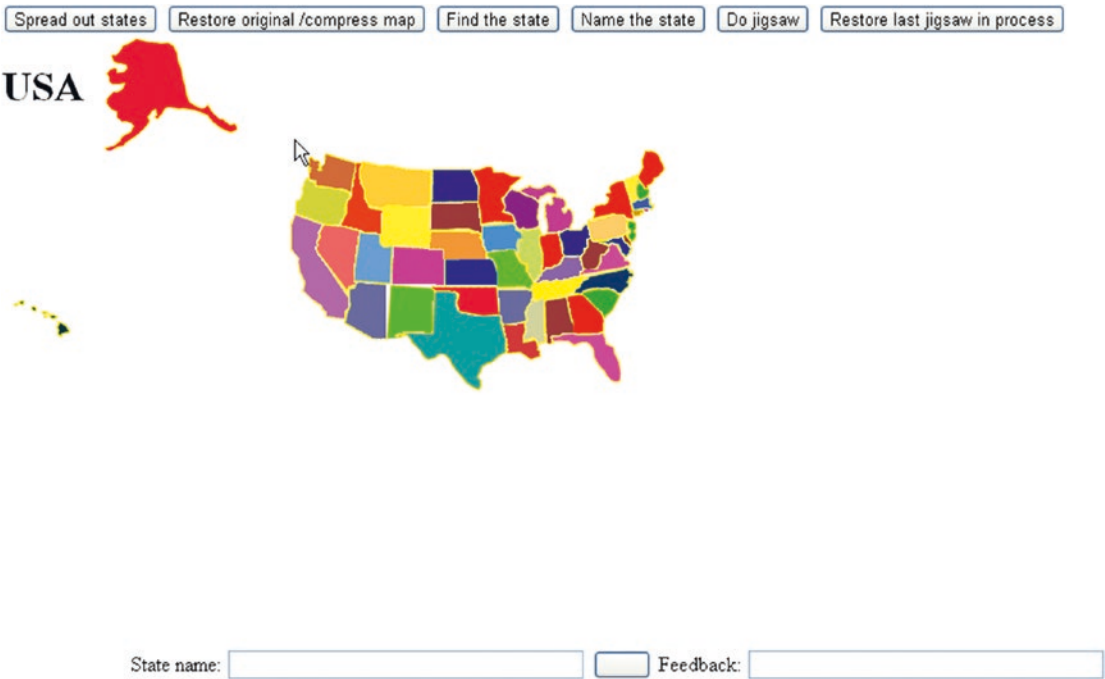 Spread out states Restore original /compress map Find the state Name the state Do jigsaw Restore last jigsaw in process
USA
State name: Feedback: